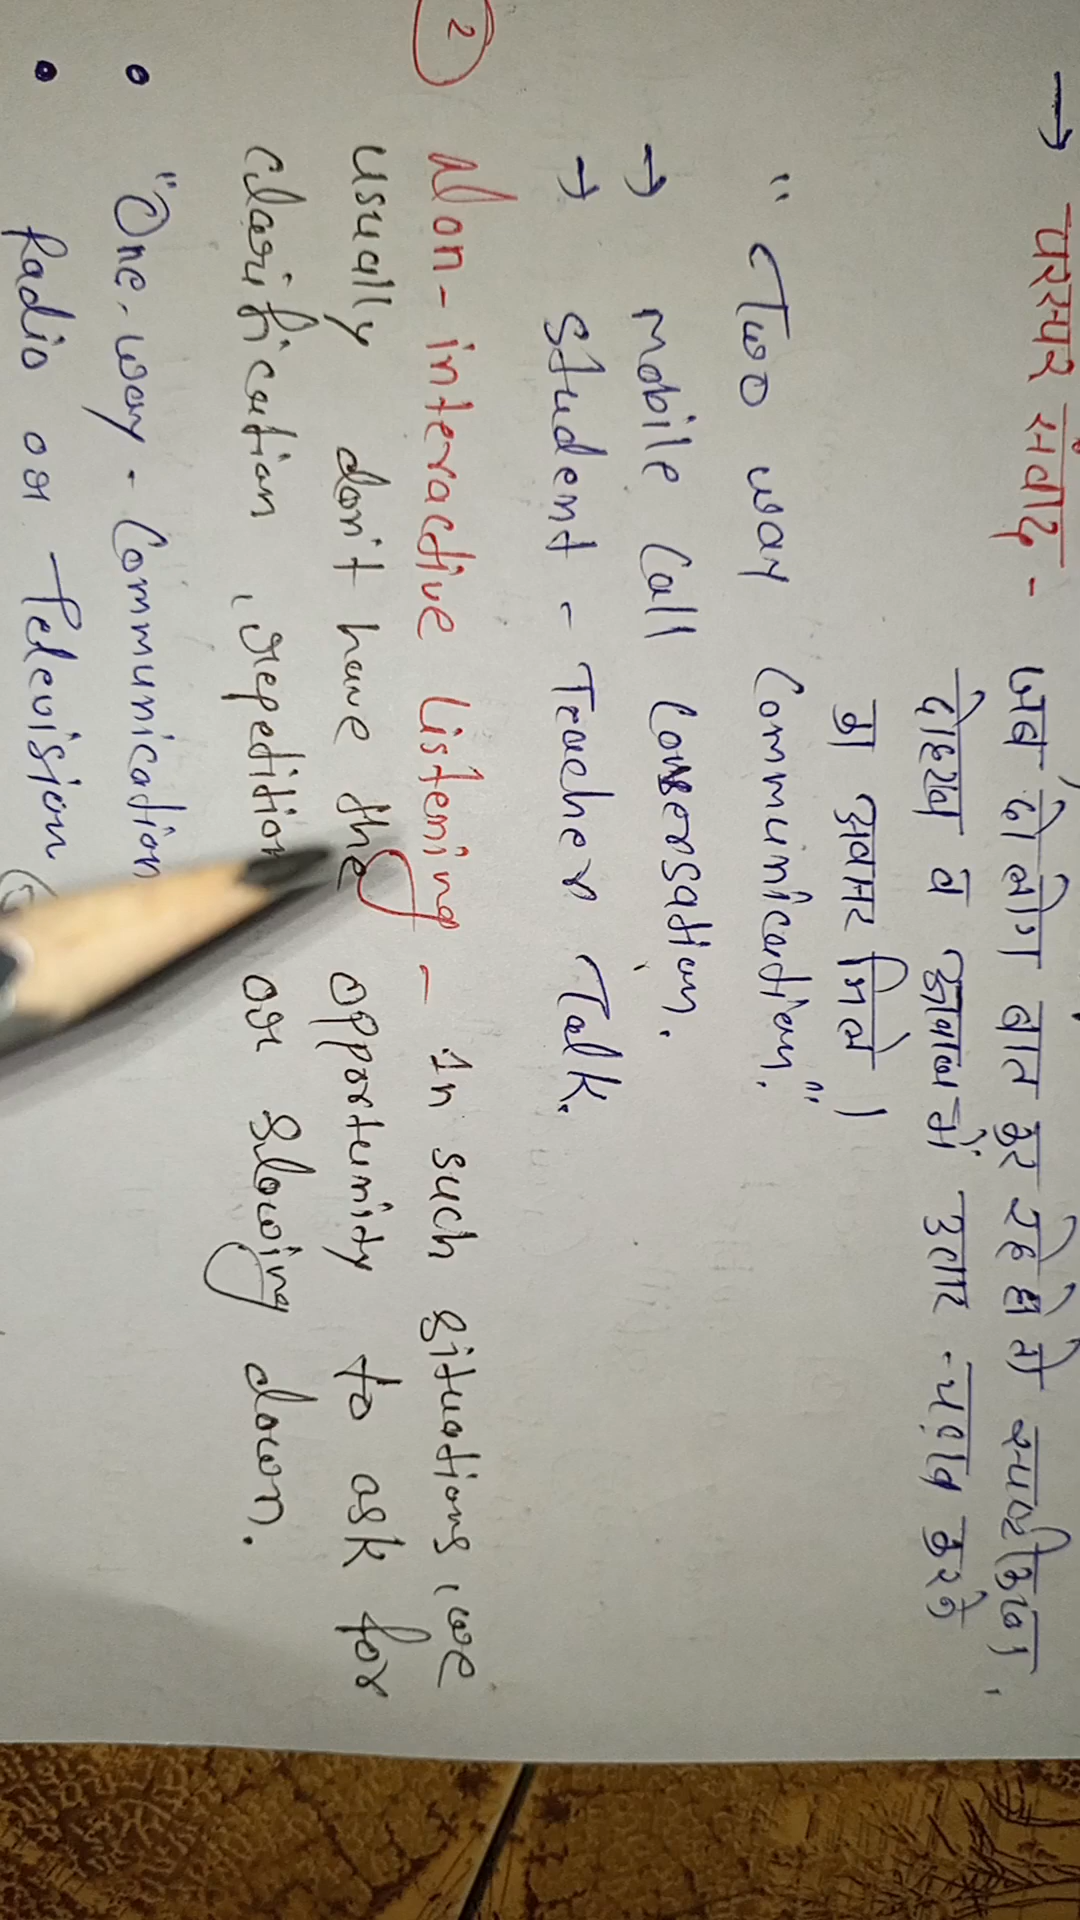 → परस्पर संवाद - जब दो लोग बात कर रहे हो तो स्पष्टीकरण,
दोहराव व आवाज में उतार -चढ़ाव करने
का अवसर मिले।
" Two way Communication."
→ mobile Call Conversation.
→ student - Teacher Talk.
2 Non-interactive listening - In such situations, we
usually don't have the opportunity to ask for
clarification, repedition or slowing down.
• "One-way-Communication
• Radio or Television